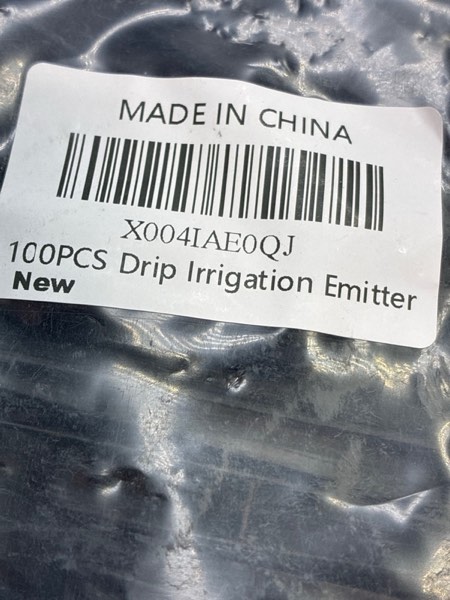 MADE IN CHINA
X004IAE0QJ
100PCS Drip Irrigation Emitter
New